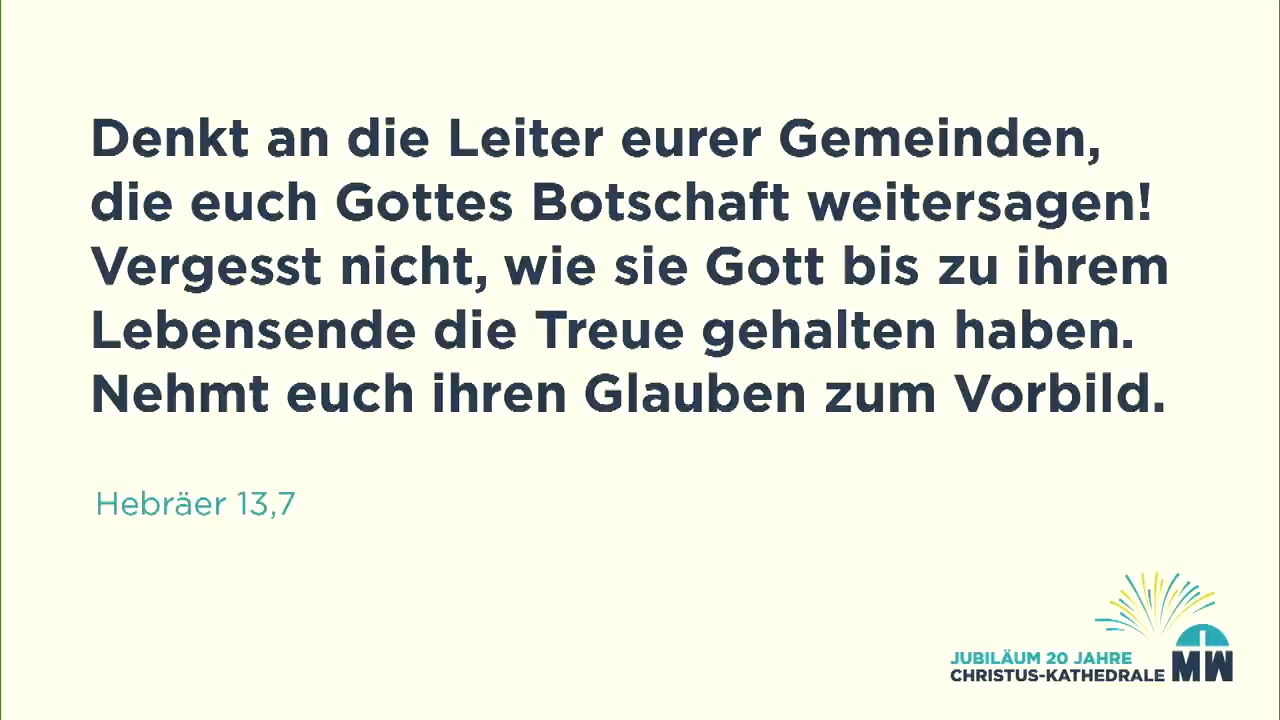 Denkt an die Leiter eurer Gemeinden,
die euch Gottes Botschaft weitersagen!
Vergesst nicht, wie sie Gott bis zu ihrem
Lebensende die Treue gehalten haben.
Nehmt euch ihren Glauben zum Vorbild.
Hebräer 13,7
JUBILÄUM 20 JAHRE
CHRISTUS-KATHEDRALE
MW